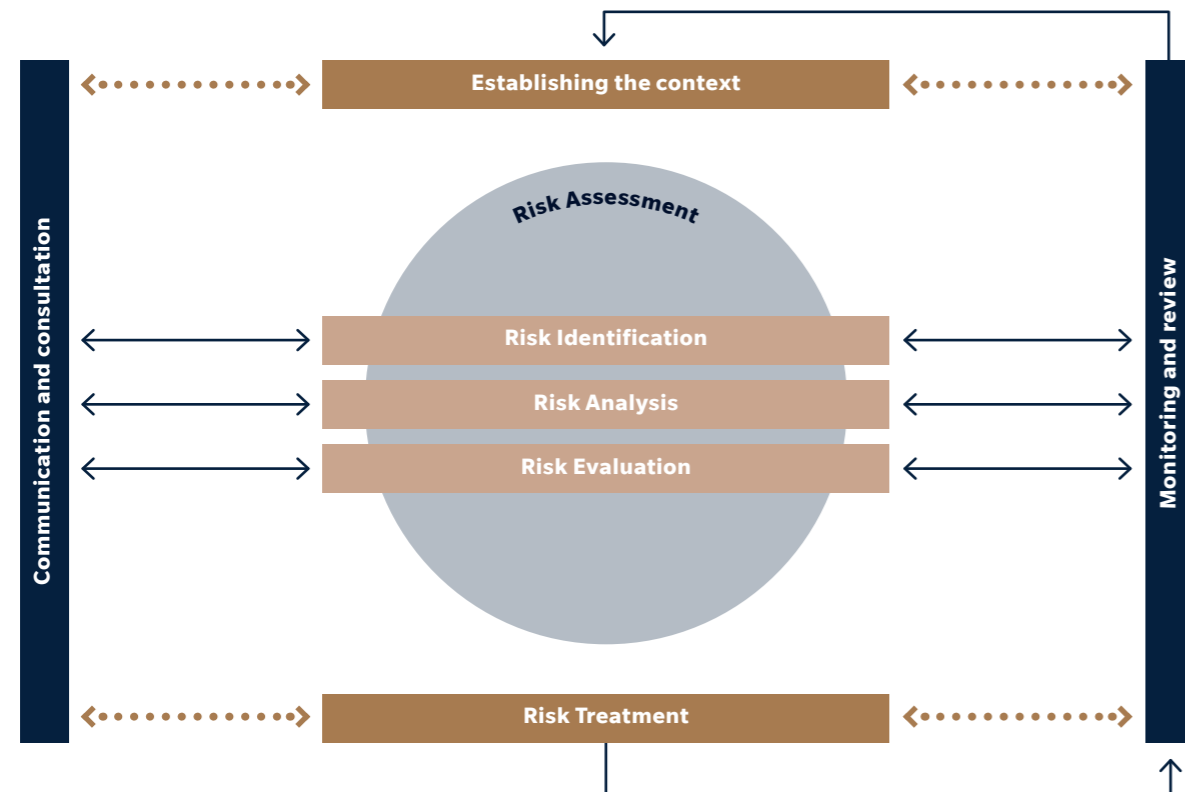 Establishing the context
Communication and consultation
Risk Assessment
Risk Identification
Risk Analysis
Risk Evaluation
Monitoring and review
Risk Treatment